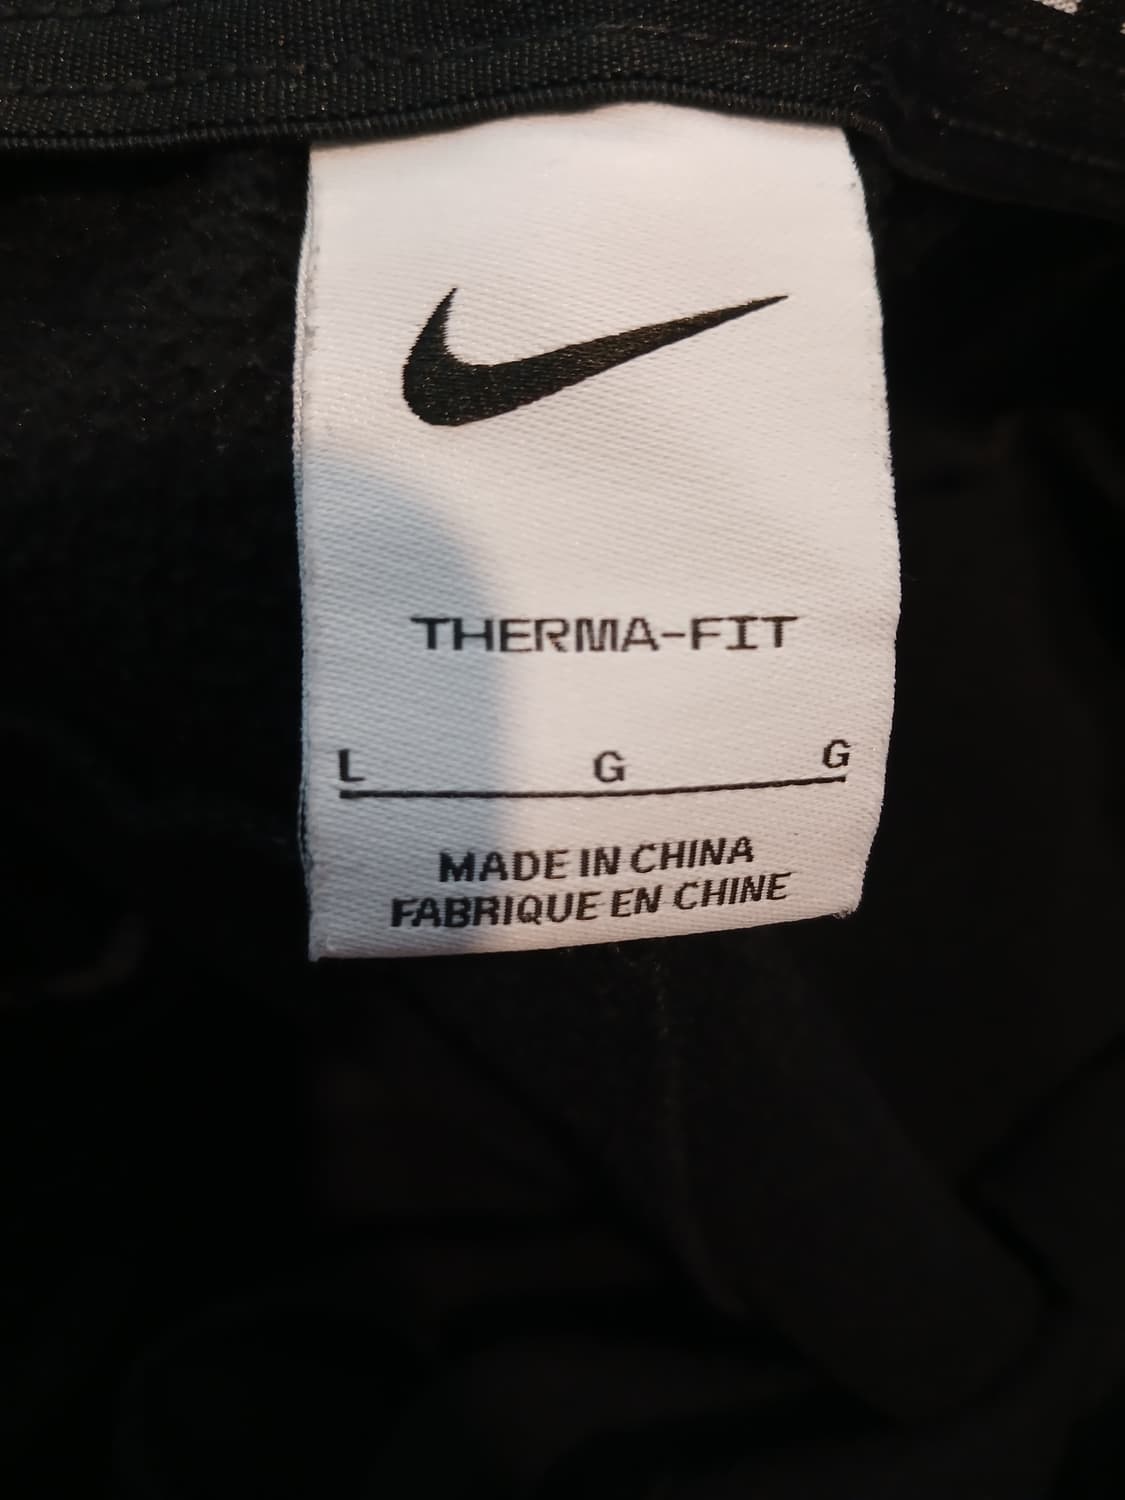 THERMA-FIT
L G G
MADE IN CHINA
FABRIQUE EN CHINE